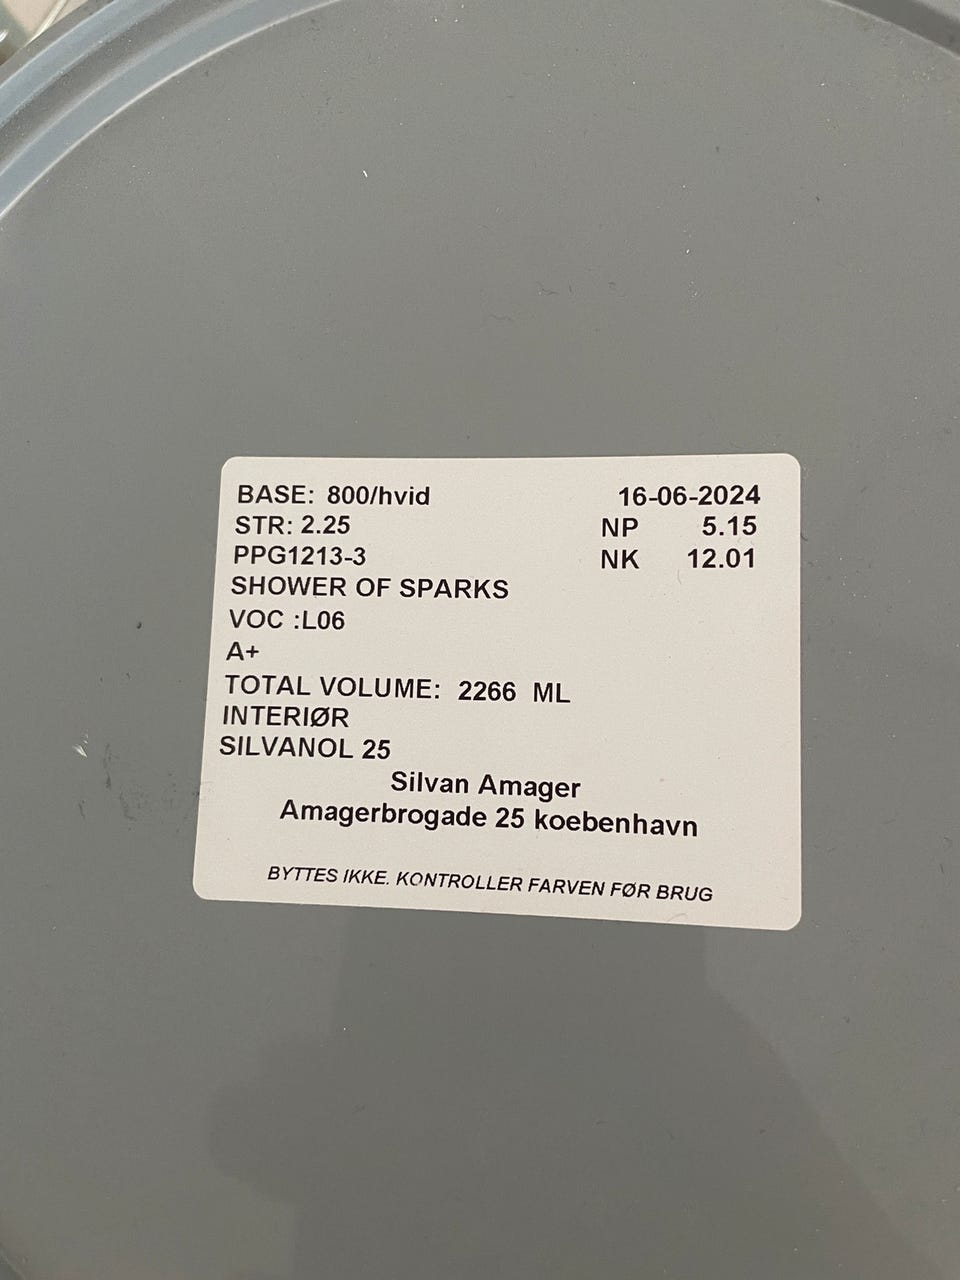 BASE: 800/hvid 16-06-2024
STR: 2.25 NP 5.15
PPG1213-3 NK 12.01
SHOWER OF SPARKS
VOC :L06
A+
TOTAL VOLUME: 2266 ML
INTERIØR
SILVANOL 25
Silvan Amager
Amagerbrogade 25 koebenhavn
BYTTES IKKE. KONTROLLER FARVEN FØR BRUG